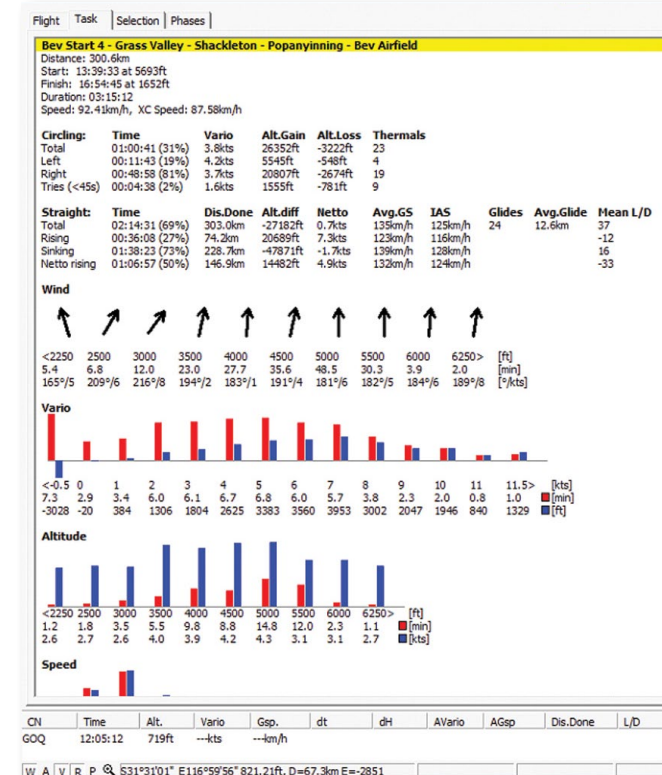 Flight Task Selection Phases
Bev Start 4 - Grass Valley - Shackleton - Popanyinning - Bev Airfield
Distance: 300.6km
Start: 13:39:33 at 5693ft
Finish: 16:54:45 at 1652ft
Duration: 03:15:12
Speed: 92.41km/h, XC Speed: 87.58km/h
Circling: Time Vario Alt.Gain Alt.Loss Thermals
Total 01:00:41 (31%) 3.8kts 26352ft -3222ft 23
Left 00:11:43 (19%) 4.2kts 5545ft -548ft 4
Right 00:48:58 (81%) 3.7kts 20807ft -2674ft 19
Tries (<45s) 00:04:38 (2%) 1.6kts 1555ft -781ft 9
Straight: Time Dis.Done Alt.diff Netto Avg.GS IAS Glides Avg.Glide Mean L/D
Total 02:14:31 (69%) 303.0km -27182ft 0.7kts 135km/h 125km/h 24 12.6km 37
Rising 00:36:08 (27%) 74.2km 20689ft 7.3kts 123km/h 116km/h -12
Sinking 01:38:23 (73%) 228.7km -47871ft -1.7kts 139km/h 128km/h 16
Netto rising 01:06:57 (50%) 146.9km 14482ft 4.9kts 132km/h 124km/h -33
Wind
<2250 2500 3000 3500 4000 4500 5000 5500 6000 6250> [ft]
5.4 6.8 12.0 23.0 27.7 35.6 48.5 30.3 3.9 2.0 [min]
165°/5 209°/6 216°/8 194°/2 183°/1 191°/4 181°/6 182°/5 184°/6 189°/8 [°/kts]
Vario
<-0.5 0 1 2 3 4 5 6 7 8 9 10 11 11.5> [kts]
7.3 2.9 3.4 6.0 6.1 6.7 6.8 6.0 5.7 3.8 2.3 2.0 0.8 1.0 [min]
-3028 -20 384 1306 1804 2625 3383 3560 3953 3002 2047 1946 840 1329 [ft]
Altitude
<2250 2500 3000 3500 4000 4500 5000 5500 6000 6250> [ft]
1.2 1.8 3.5 5.5 9.8 8.8 14.8 12.0 2.3 1.1 [min]
2.6 2.7 2.6 4.0 3.9 4.2 4.3 3.1 3.1 2.7 [kts]
Speed
CN Time Alt. Vario Gsp. dt dH AVario AGsp Dis.Done L/D
GOQ 12:05:12 719ft ---kts ---km/h
W A V R P S31°31'01" E116°59'56" 821.21ft, D=67.3km E=-2851